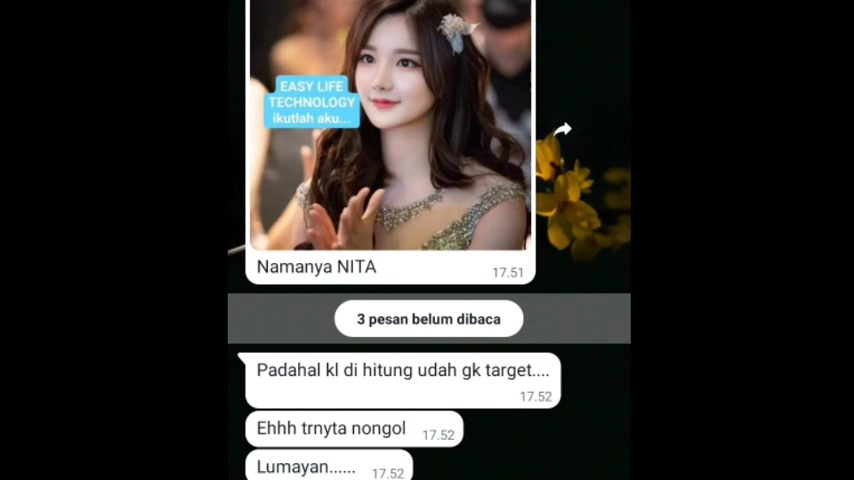 EASY LIFE
TECHNOLOGY
ikutlah aku...
Namanya NITA
17.51
3 pesan belum dibaca
Padahal kl di hitung udah gk target....
17.52
Ehhh trnyta nongol
17.52
Lumayan......
17.52